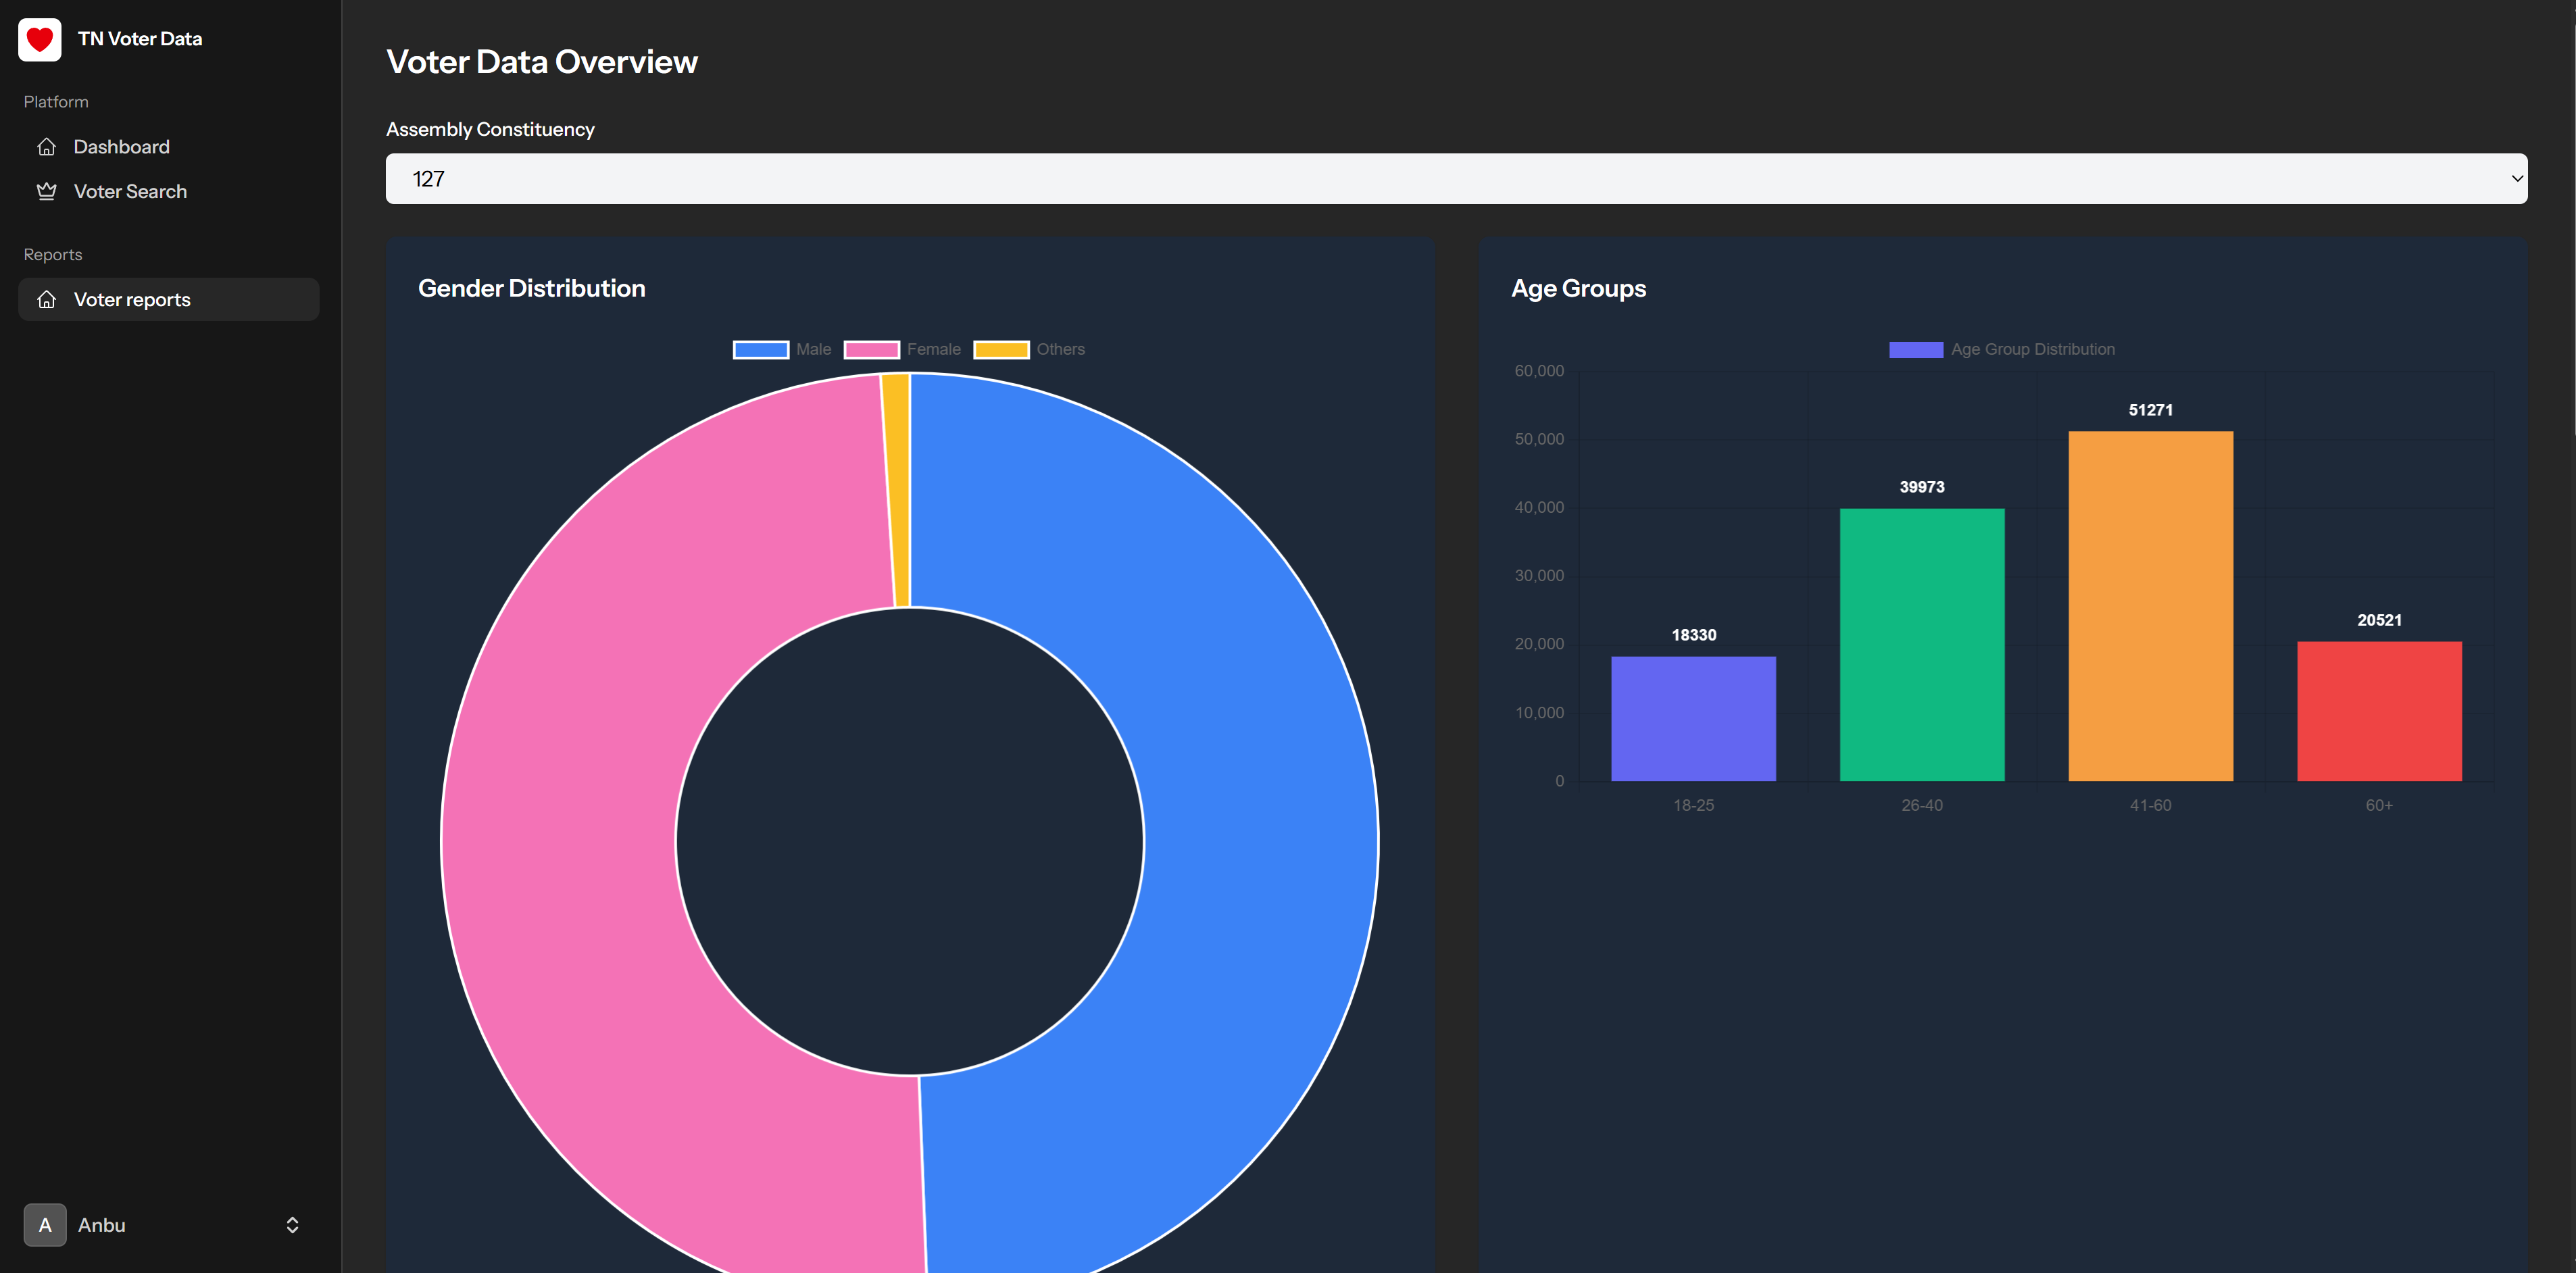 TN Voter Data
Platform
Dashboard
Voter Search
Reports
Voter reports
A Anbu
Voter Data Overview
Assembly Constituency
127
Gender Distribution
Male Female Others
Age Groups
Age Group Distribution
60,000
50,000
40,000
30,000
20,000
10,000
0
18330
39973
51271
20521
18-25 26-40 41-60 60+